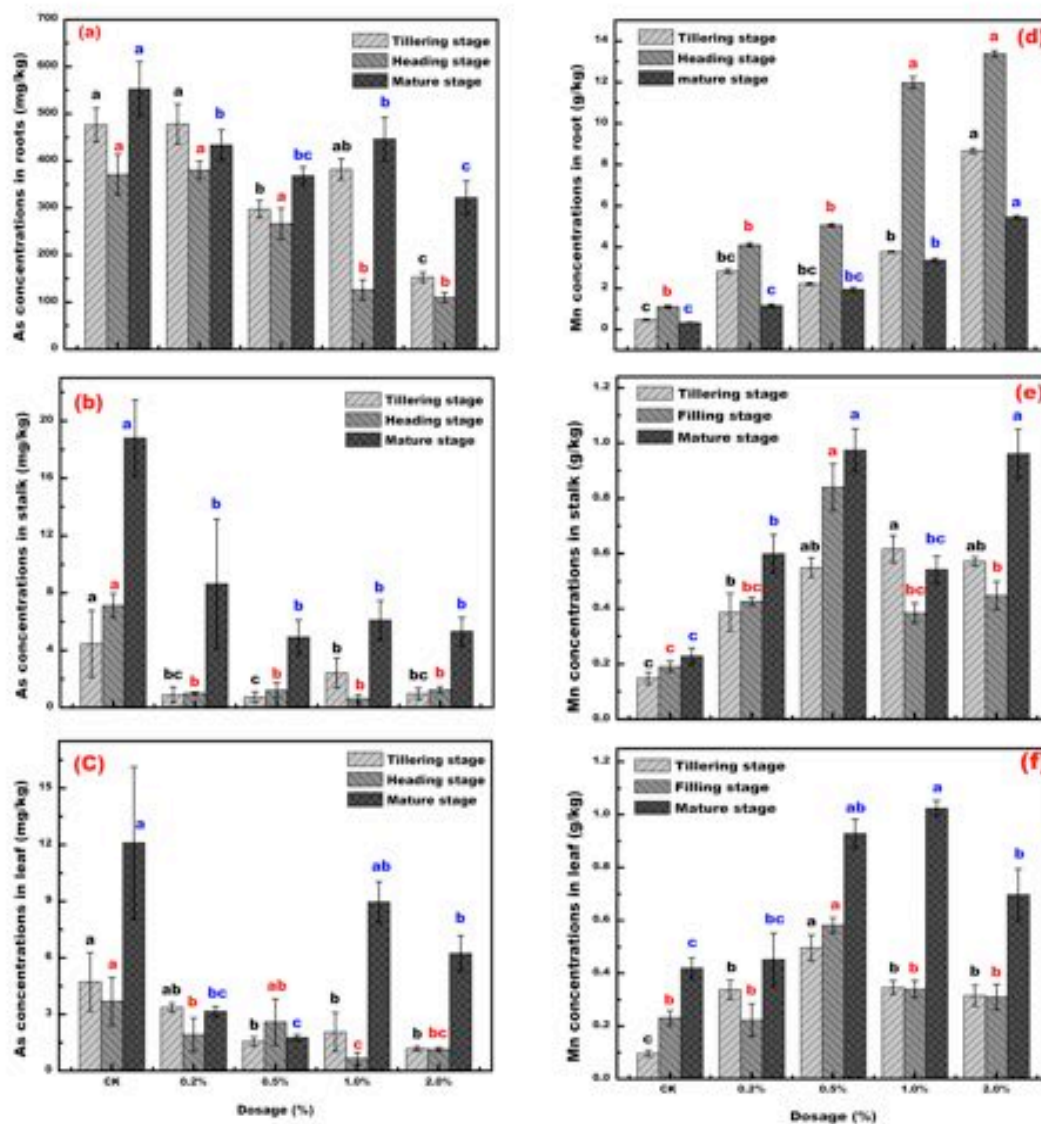 (a)
As concentrations in roots (mg/kg)
700
600
500
400
300
200
100
0
Tillering stage
Heading stage
Mature stage
a a a
a a b
b a bc
ab b b
c b c
(d)
Mn concentrations in root (g/kg)
14
12
10
8
6
4
2
0
Tillering stage
Heading stage
mature stage
c b c
bc b c
bc b bc
b a b
a a a
(b)
As concentrations in stalk (mg/kg)
20
16
12
8
4
0
Tillering stage
Heading stage
Mature stage
a a a
bc b b
c b b
b b b
bc b b
(e)
Mn concentrations in stalk (g/kg)
1.2
1.0
0.8
0.6
0.4
0.2
0.0
Tillering stage
Filling stage
Mature stage
c c c
b bc b
ab a a
a bc bc
ab b a
(C)
As concentrations in leaf (mg/kg)
15
12
9
6
3
0
Tillering stage
Heading stage
Mature stage
a a a
ab b bc
b ab c
b c ab
b bc b
CK 0.2% 0.5% 1.0% 2.0%
Dosage (%)
(f)
Mn concentrations in leaf (g/kg)
1.2
1.0
0.8
0.6
0.4
0.2
0.0
Tillering stage
Filling stage
Mature stage
c b c
b b bc
a a ab
b b a
b b b
CK 0.2% 0.5% 1.0% 2.0%
Dosage (%)